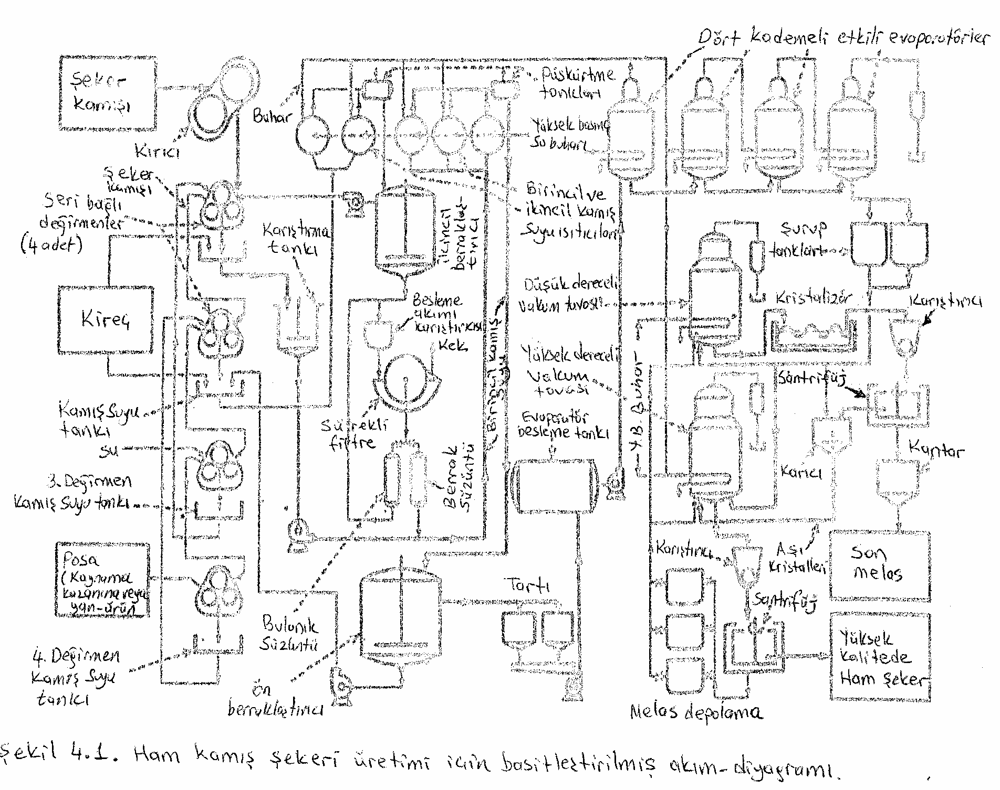 Dört kademeli etkili evaporatörler
Şeker
kamışı
Kırıcı
Buhar
Püskürtme
tankları
Yüksek basınç
Su buharı
Şeker
kamışı
Seri bağlı
değirmenler
(4 adet)
Karıştırma
tankı
İkincil
berraklaş-
tırıcı
Birincil ve
ikincil kamış
Suyu ısıtıcıları
Şurup
tankları
Kireç
Besleme
akımı
karıştırıcısı
Kek
Düşük dereceli
vakum tavası
Kristalizör
Karıştırıcı
Birincil kamış
Suyu
Yüksek dereceli
Vakum
tavası
Y.B. Buhar
Santrifüj
Kamış Suyu
tankı
Su
Sürekli
filtre
Berrak
Süzüntü
Evaporatör
besleme tankı
Karıcı
Kantar
3. Değirmen
Kamış Suyu tankı
Posa
(Kaynama
kazanına veya
yan-ürün
Karıştırıcı
Aşı
Kristalleri
Son
melas
Tartı
Santrifüj
Bulanık
Süzüntü
Yüksek
kalitede
Ham Şeker
4. Değirmen
Kamış Suyu
tankı
Ön
berraklaştırıcı
Melas depolama
Şekil 4.1. Ham kamış şekeri üretimi için basitleştirilmiş akım-diyagramı.